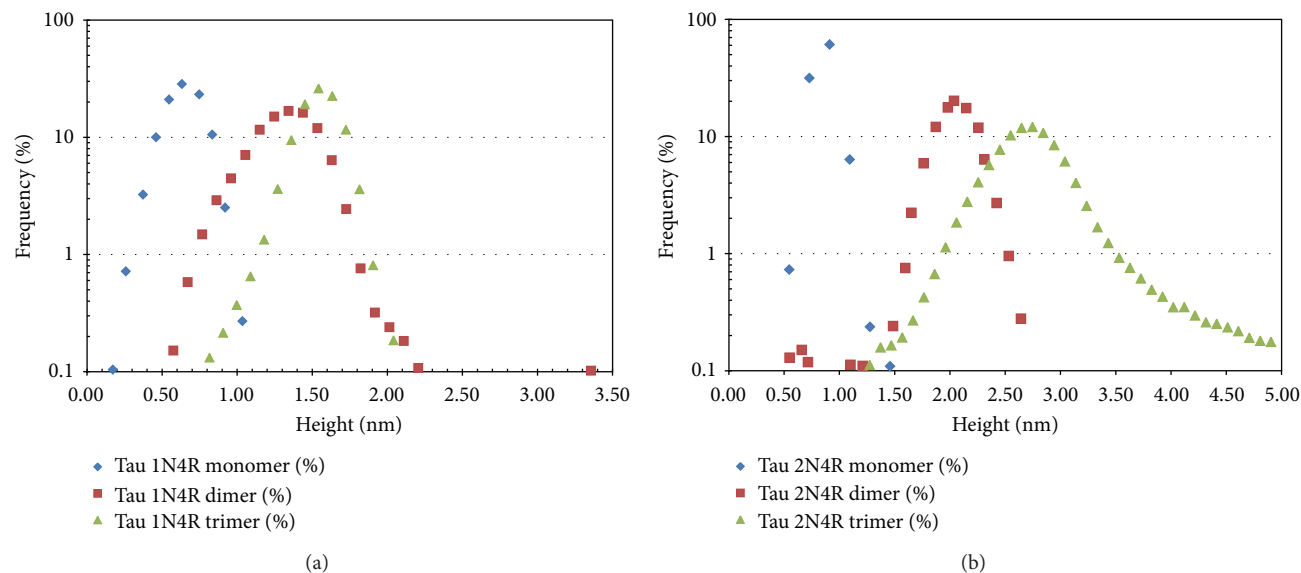 100
10
1
0.1
Frequency (%)
0.00 0.50 1.00 1.50 2.00 2.50 3.00 3.50
Height (nm)
Tau 1N4R monomer (%)
Tau 1N4R dimer (%)
Tau 1N4R trimer (%)
(a)
100
10
1
0.1
Frequency (%)
0.00 0.50 1.00 1.50 2.00 2.50 3.00 3.50 4.00 4.50 5.00
Height (nm)
Tau 2N4R monomer (%)
Tau 2N4R dimer (%)
Tau 2N4R trimer (%)
(b)